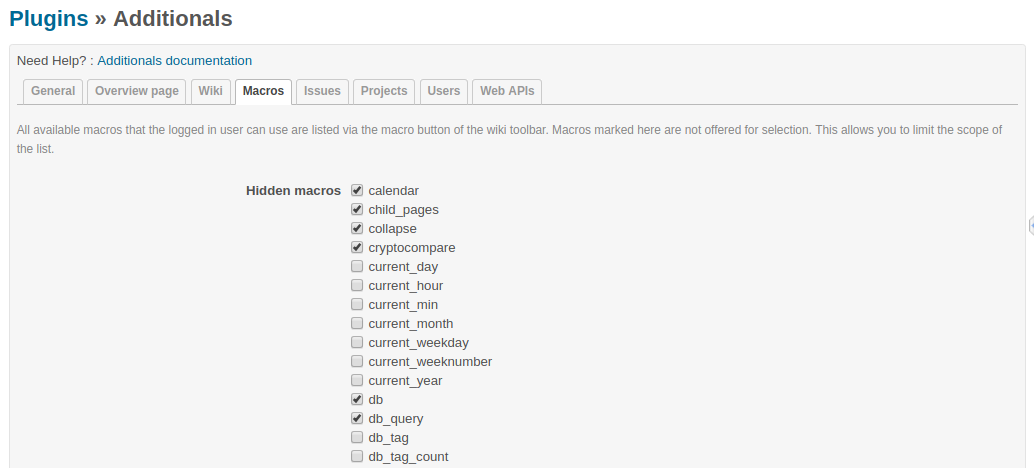 Plugins » Additionals
Need Help? : Additionals documentation
General Overview page Wiki Macros Issues Projects Users Web APIs
All available macros that the logged in user can use are listed via the macro button of the wiki toolbar. Macros marked here are not offered for selection. This allows you to limit the scope of
the list.
Hidden macros calendar
child_pages
collapse
cryptocompare
current_day
current_hour
current_min
current_month
current_weekday
current_weeknumber
current_year
db
db_query
db_tag
db_tag_count